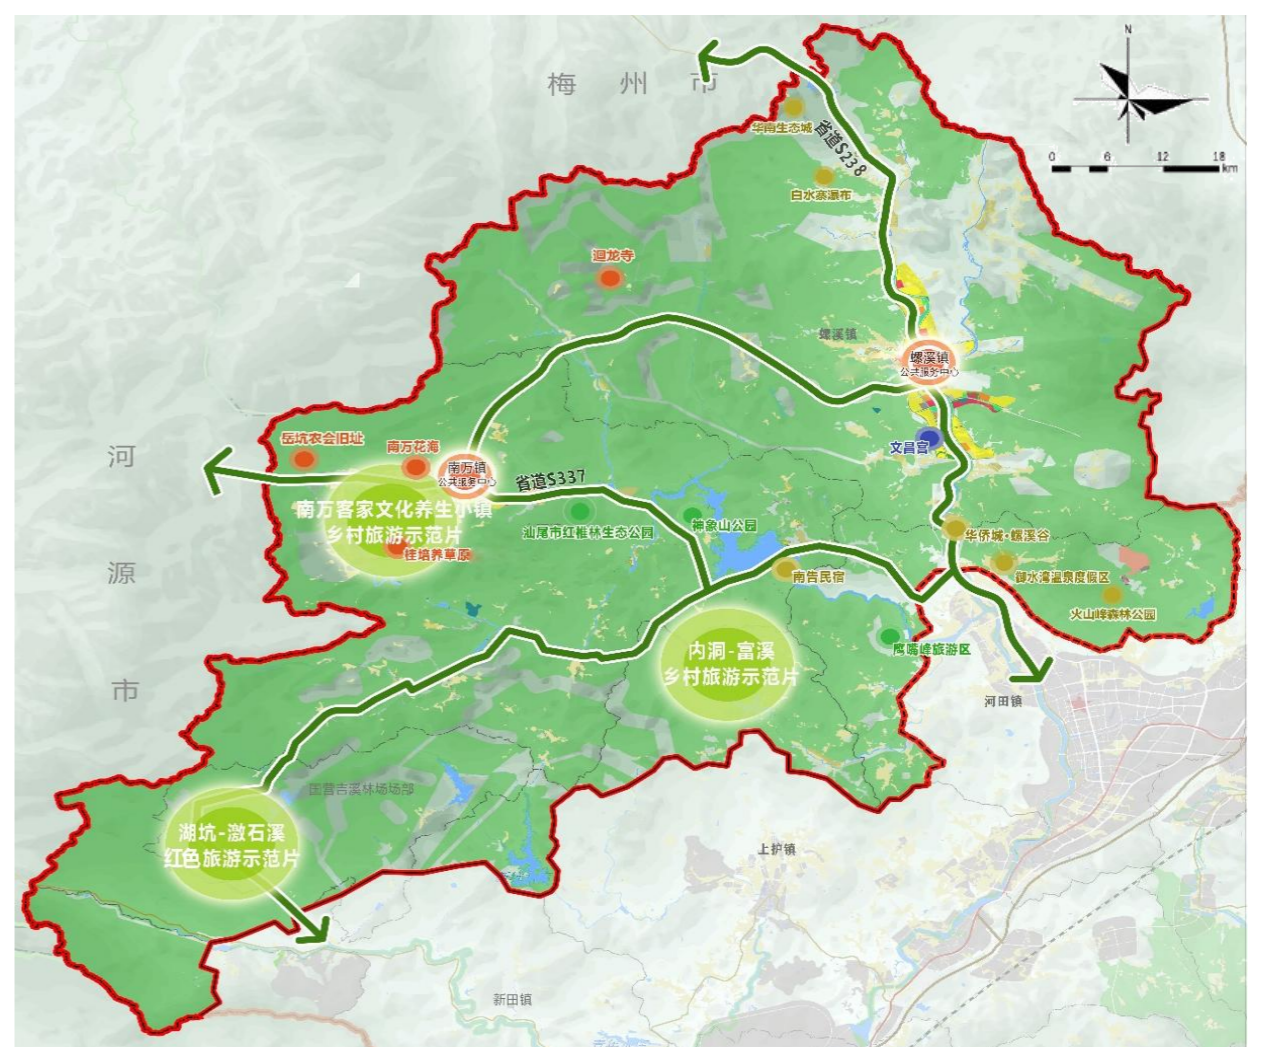 N
梅州市
0 6 12 18
km
华南生态城
省道S238
白水寨瀑布
迴龙寺
螺溪镇
螺溪镇
公共服务中心
岳坑农会旧址
南万花海
文昌宫
河源市
南万镇
公共服务中心
省道S337
南万客家文化养生小镇
乡村旅游示范片
汕尾市红椎林生态公园
神象山公园
华侨城·螺溪谷
南告民宿
御水湾温泉度假区
火山嶂森林公园
鹰嘴峰旅游区
内洞-富溪
乡村旅游示范片
河田镇
国营吉溪林场场部
湖坑-激石溪
红色旅游示范片
上护镇
新田镇